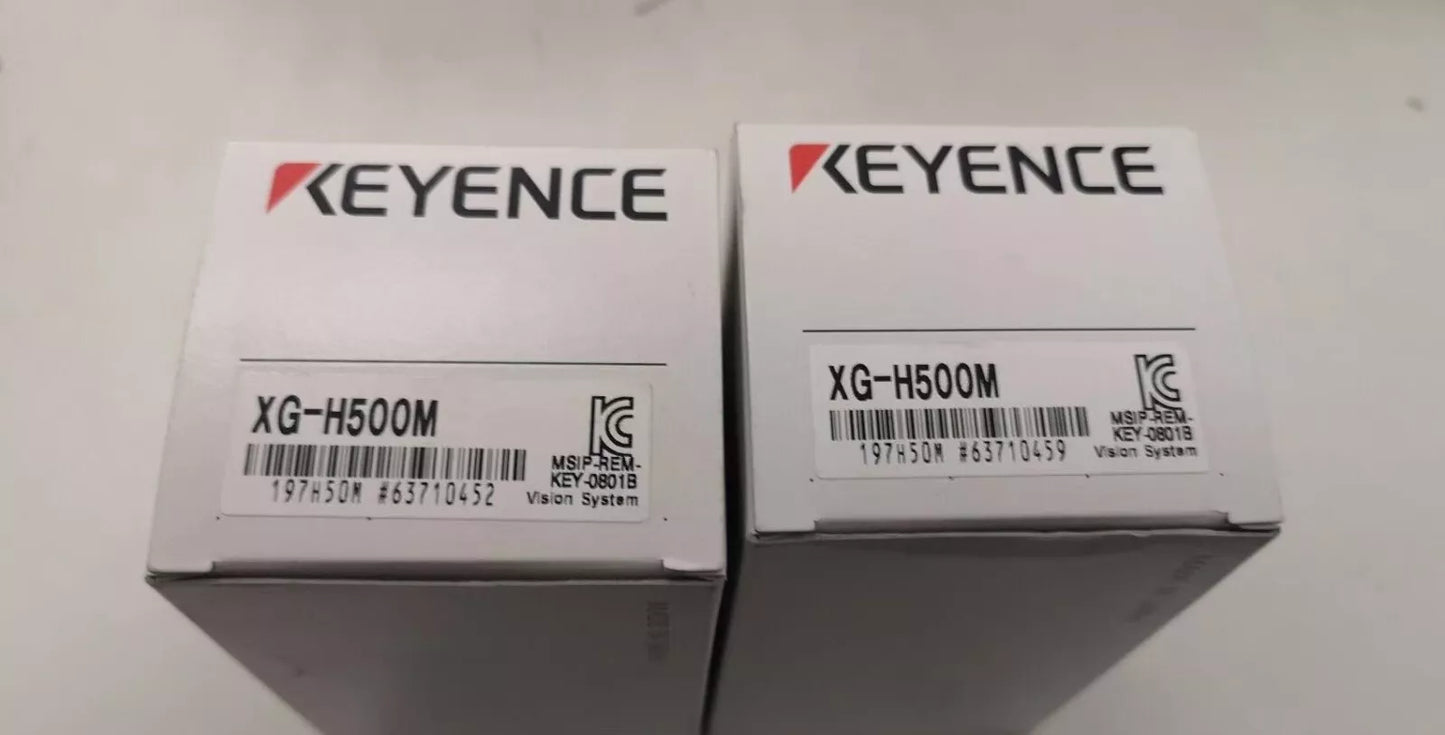 KEYENCE
XG-H500M
MSIP-REM-
KEY-0801B
197H50M #63710452
Vision System
KEYENCE
XG-H500M
MSIP-REM-
KEY-0801B
197H50M #63710459
Vision System